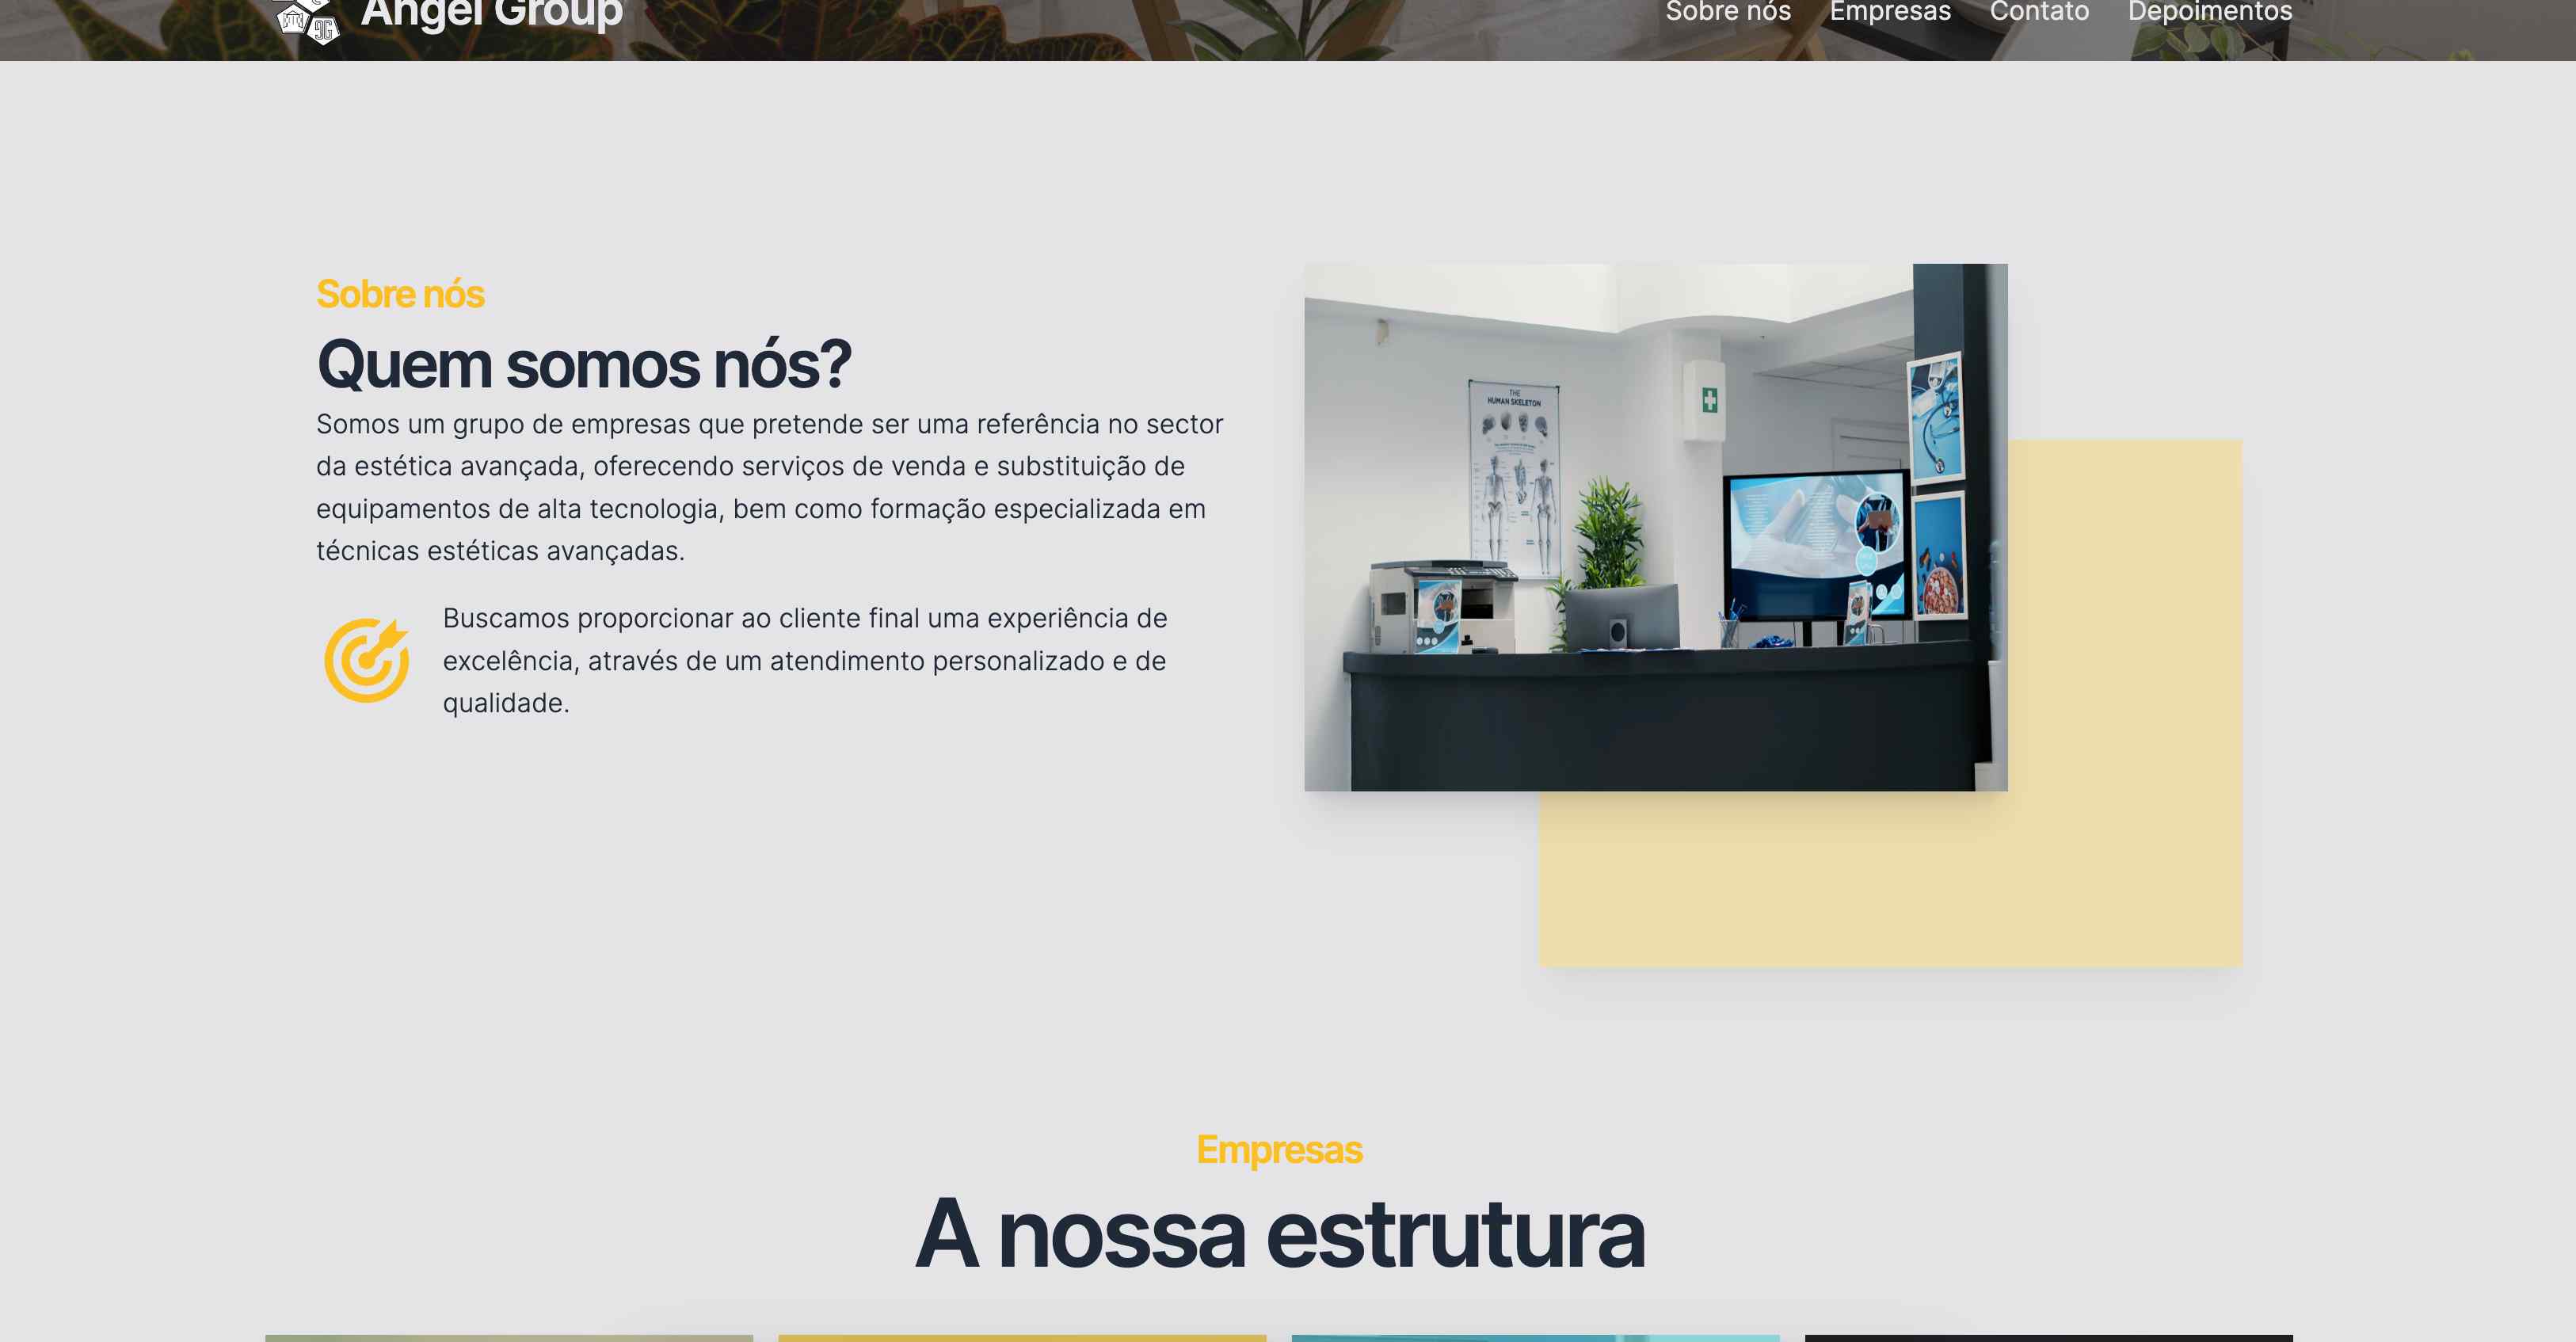 Angel Group
Sobre nós Empresas Contato Depoimentos
Sobre nós
Quem somos nós?
Somos um grupo de empresas que pretende ser uma referência no sector
da estética avançada, oferecendo serviços de venda e substituição de
equipamentos de alta tecnologia, bem como formação especializada em
técnicas estéticas avançadas.
Buscamos proporcionar ao cliente final uma experiência de
excelência, através de um atendimento personalizado e de
qualidade.
THE
HUMAN SKELETON
Empresas
A nossa estrutura